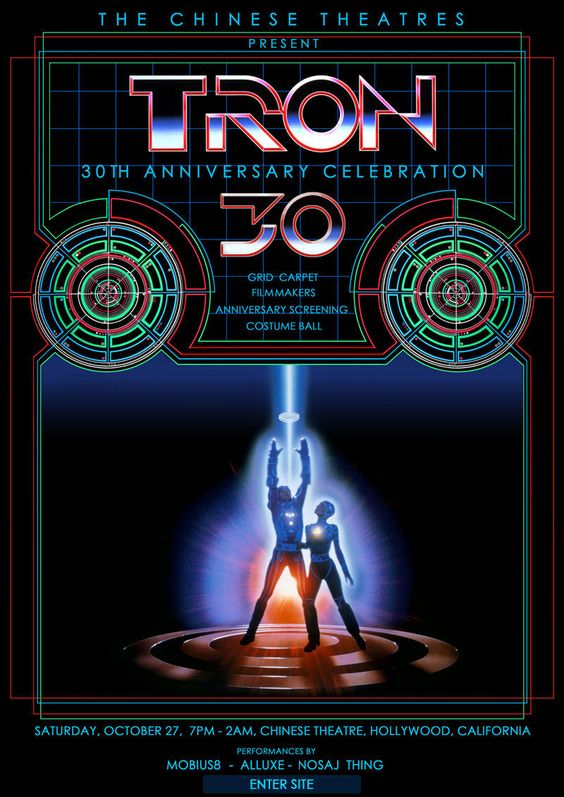 THE CHINESE THEATRES
PRESENT
TRON
30TH ANNIVERSARY CELEBRATION
30
GRID CARPET
FILMMAKERS
ANNIVERSARY SCREENING
COSTUME BALL
SATURDAY, OCTOBER 27, 7PM - 2AM, CHINESE THEATRE, HOLLYWOOD, CALIFORNIA
PERFORMANCES BY
MOBIUS8 - ALLUXE - NOSAJ THING
ENTER SITE